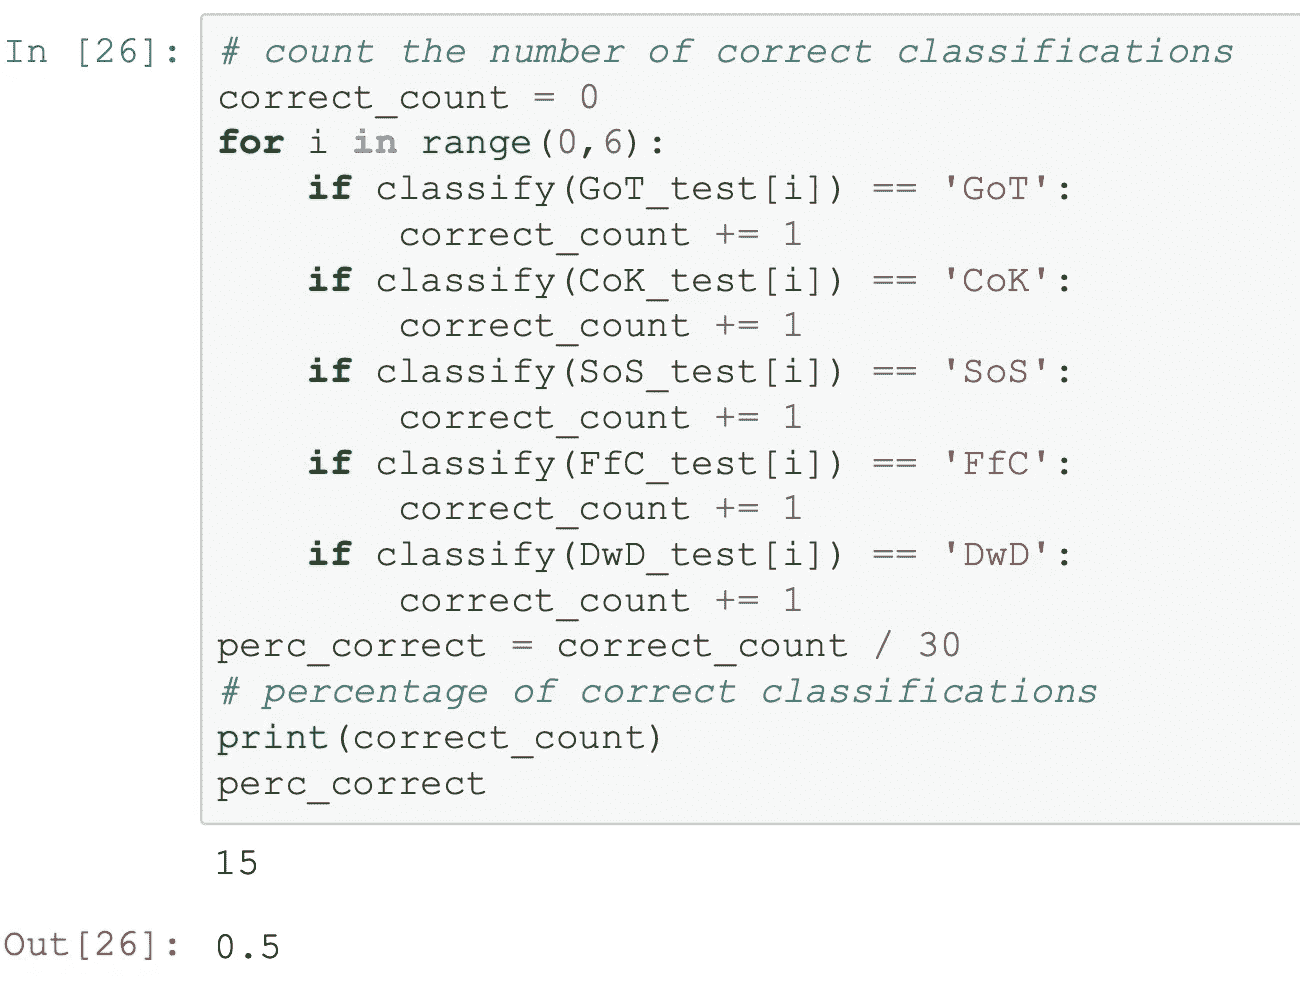 In [26]: # count the number of correct classifications
correct_count = 0
for i in range(0,6):
    if classify(GoT_test[i]) == 'GoT':
        correct_count += 1
    if classify(CoK_test[i]) == 'CoK':
        correct_count += 1
    if classify(SoS_test[i]) == 'SoS':
        correct_count += 1
    if classify(FfC_test[i]) == 'FfC':
        correct_count += 1
    if classify(DwD_test[i]) == 'DwD':
        correct_count += 1
perc_correct = correct_count / 30
# percentage of correct classifications
print(correct_count)
perc_correct
15
Out[26]: 0.5